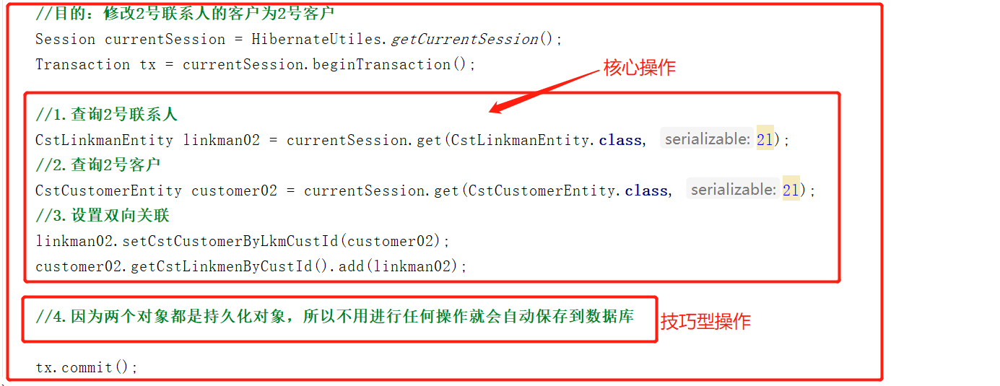 //目的：修改2号联系人的客户为2号客户
Session currentSession = HibernateUtiles.getCurrentSession();
Transaction tx = currentSession.beginTransaction();
核心操作
//1.查询2号联系人
CstLinkmanEntity linkman02 = currentSession.get(CstLinkmanEntity.class, serializable: 2l);
//2.查询2号客户
CstCustomerEntity customer02 = currentSession.get(CstCustomerEntity.class, serializable: 2l);
//3.设置双向关联
linkman02.setCstCustomerByLkmCustId(customer02);
customer02.getCstLinkmenByCustId().add(linkman02);
//4.因为两个对象都是持久化对象，所以不用进行任何操作就会自动保存到数据库
技巧型操作
tx.commit();